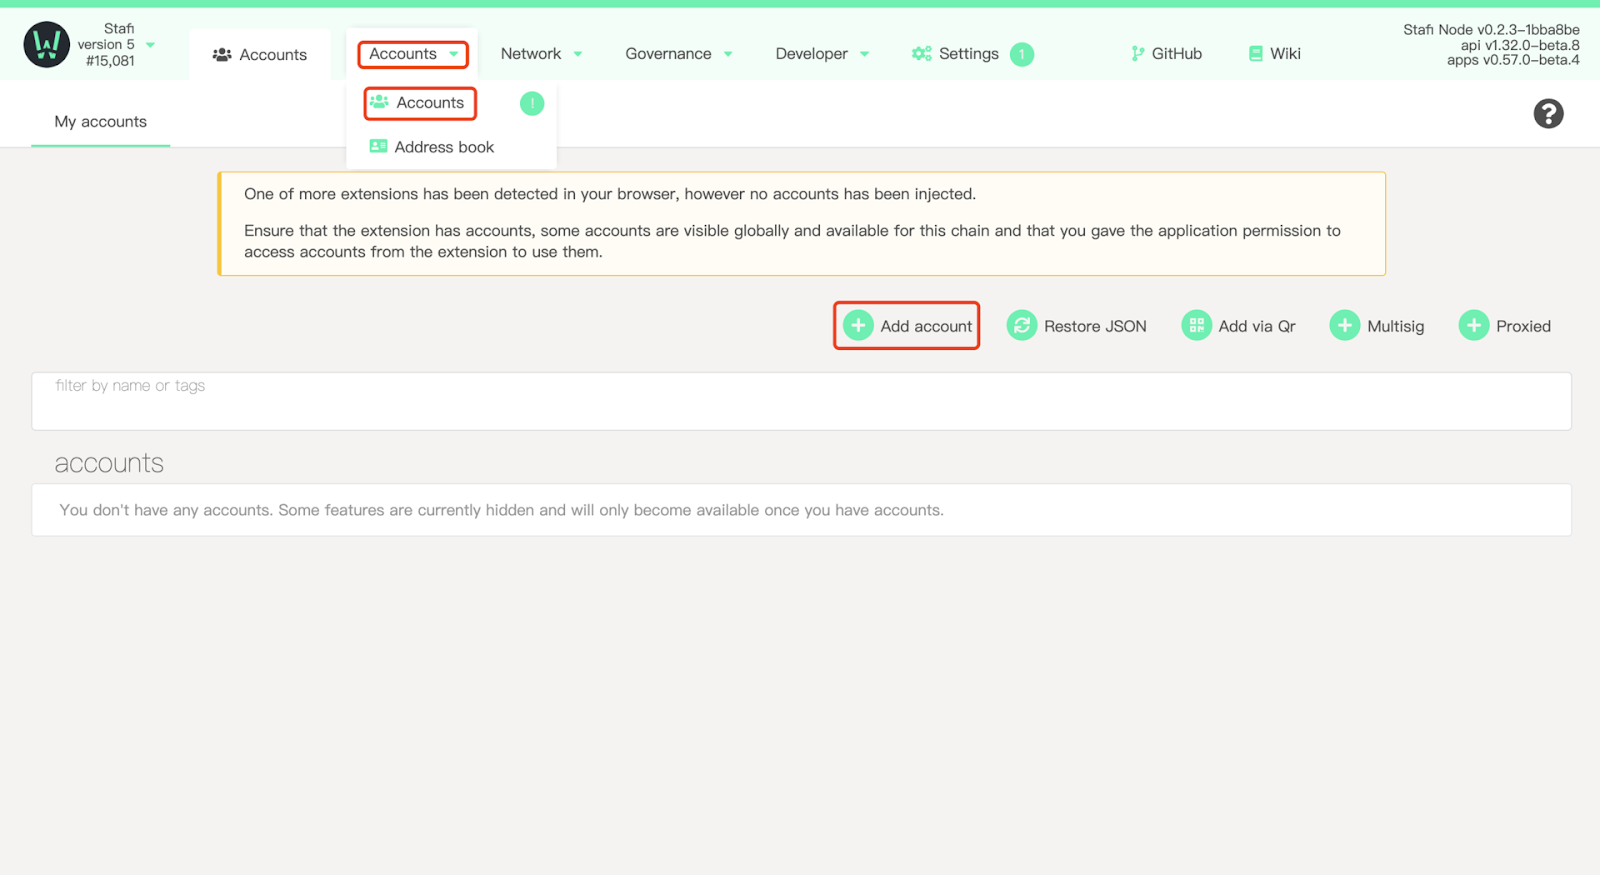 Stafi
version 5
#15,081
Accounts
Accounts
Network
Governance
Developer
Settings
1
GitHub
Wiki
Stafi Node v0.2.3-1bba8be
api v1.32.0-beta.8
apps v0.57.0-beta.4
Accounts
!
Address book
My accounts
?
One of more extensions has been detected in your browser, however no accounts has been injected.
Ensure that the extension has accounts, some accounts are visible globally and available for this chain and that you gave the application permission to
access accounts from the extension to use them.
Add account
Restore JSON
Add via Qr
Multisig
Proxied
filter by name or tags
accounts
You don't have any accounts. Some features are currently hidden and will only become available once you have accounts.